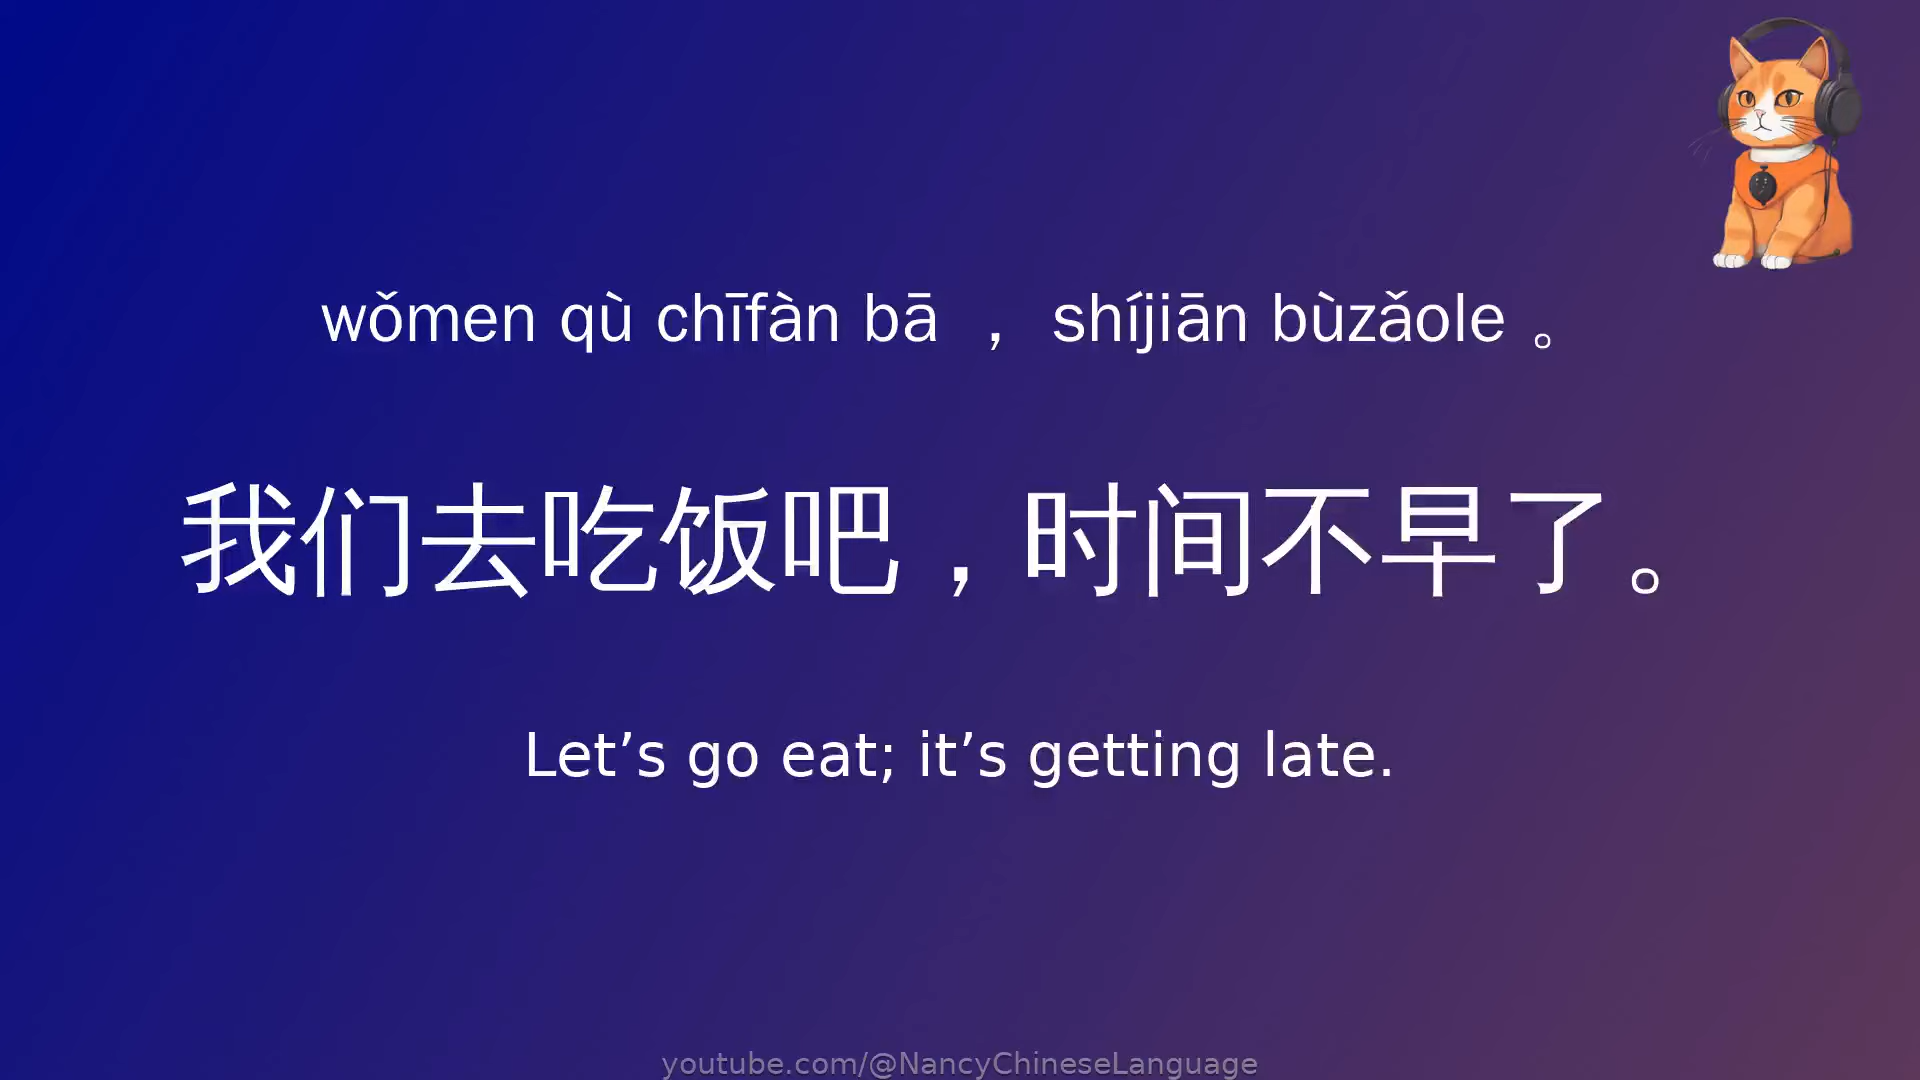 wǒmen qù chīfàn bā ， shíjiān bùzǎole 。
我们去吃饭吧，时间不早了。
Let’s go eat; it’s getting late.
youtube.com/@NancyChineseLanguage